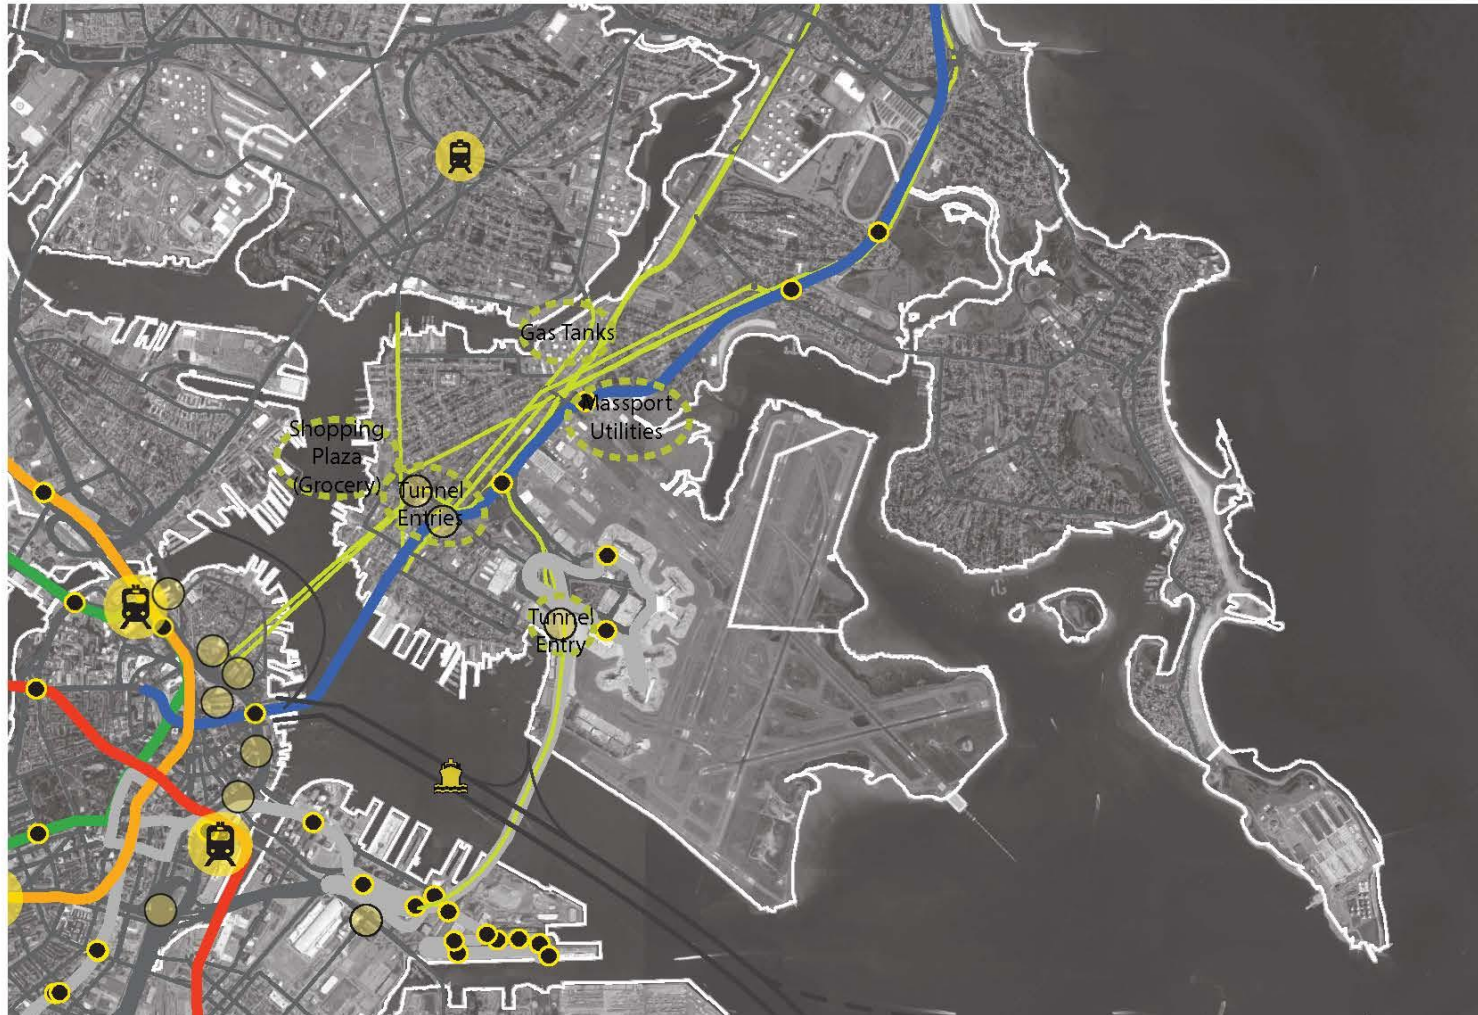 Gas Tanks
Massport
Utilities
Shopping
Plaza
(Grocery)
Tunnel
Entries
Tunnel
Entry